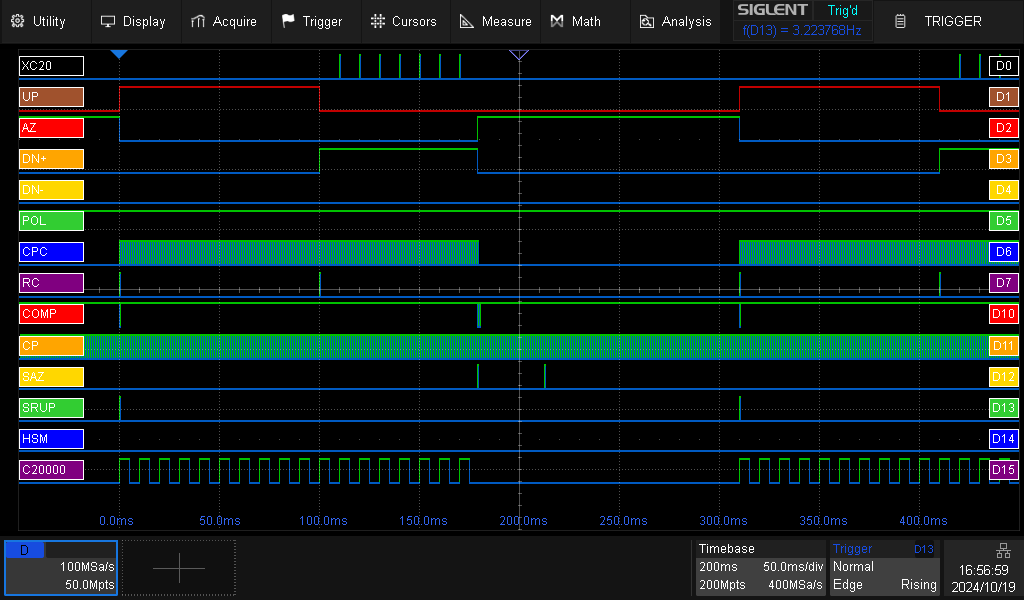 Utility Display Acquire Trigger Cursors Measure Math Analysis SIGLENT Trig'd TRIGGER
f(D13) = 3.223768Hz
XC20 D0
UP D1
AZ D2
DN+ D3
DN- D4
POL D5
CPC D6
RC D7
COMP D10
CP D11
SAZ D12
SRUP D13
HSM D14
C20000 D15
0.0ms 50.0ms 100.0ms 150.0ms 200.0ms 250.0ms 300.0ms 350.0ms 400.0ms
D Timebase Trigger D13
100MSa/s 200ms 50.0ms/div Normal 16:56:59
50.0Mpts 200Mpts 400MSa/s Edge Rising 2024/10/19